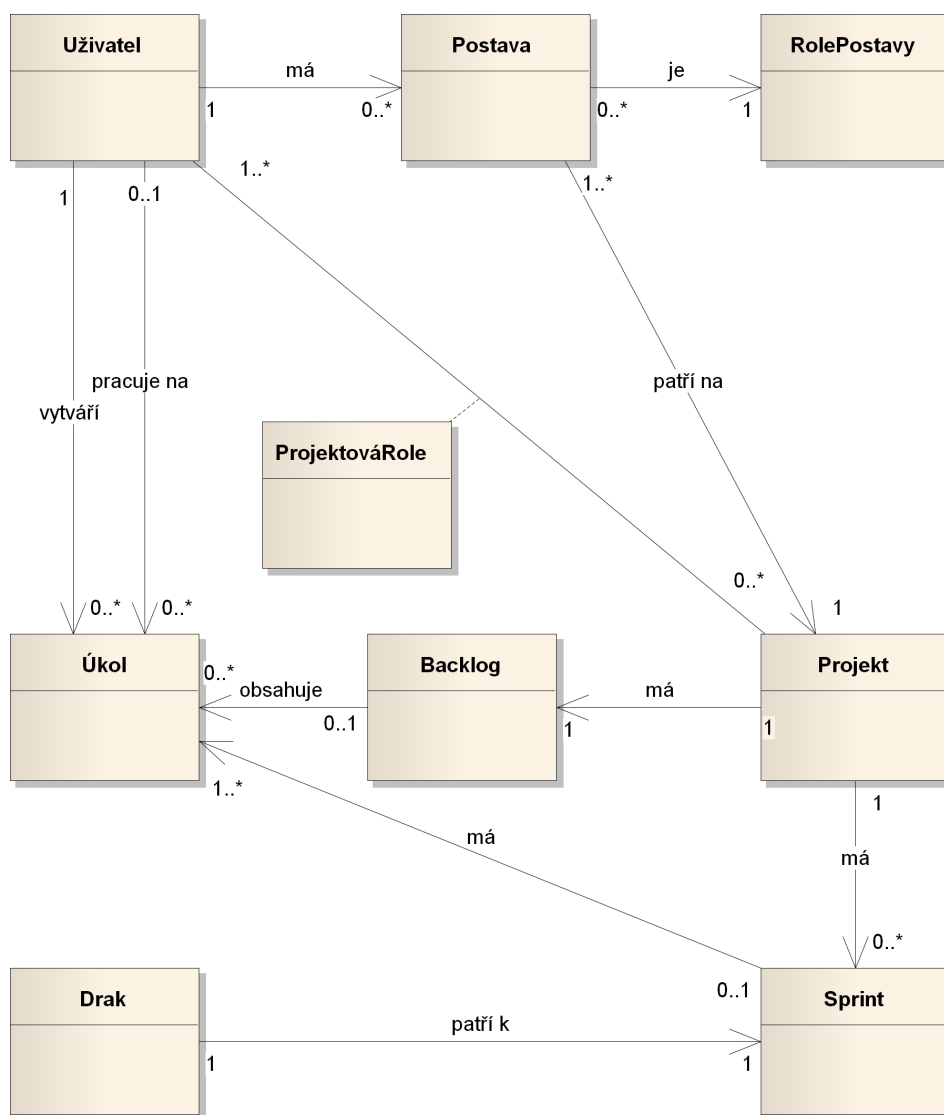 Uživatel
Postava
RolePostavy
má
je
1
0..*
0..*
1
1..*
1..*
1
0..1
pracuje na
patří na
vytváří
ProjektováRole
0..*
0..*
0..*
1
Úkol
Backlog
Projekt
0..*
obsahuje
má
0..1
1
1
1..*
1
má
má
0..*
Drak
0..1
Sprint
patří k
1
1